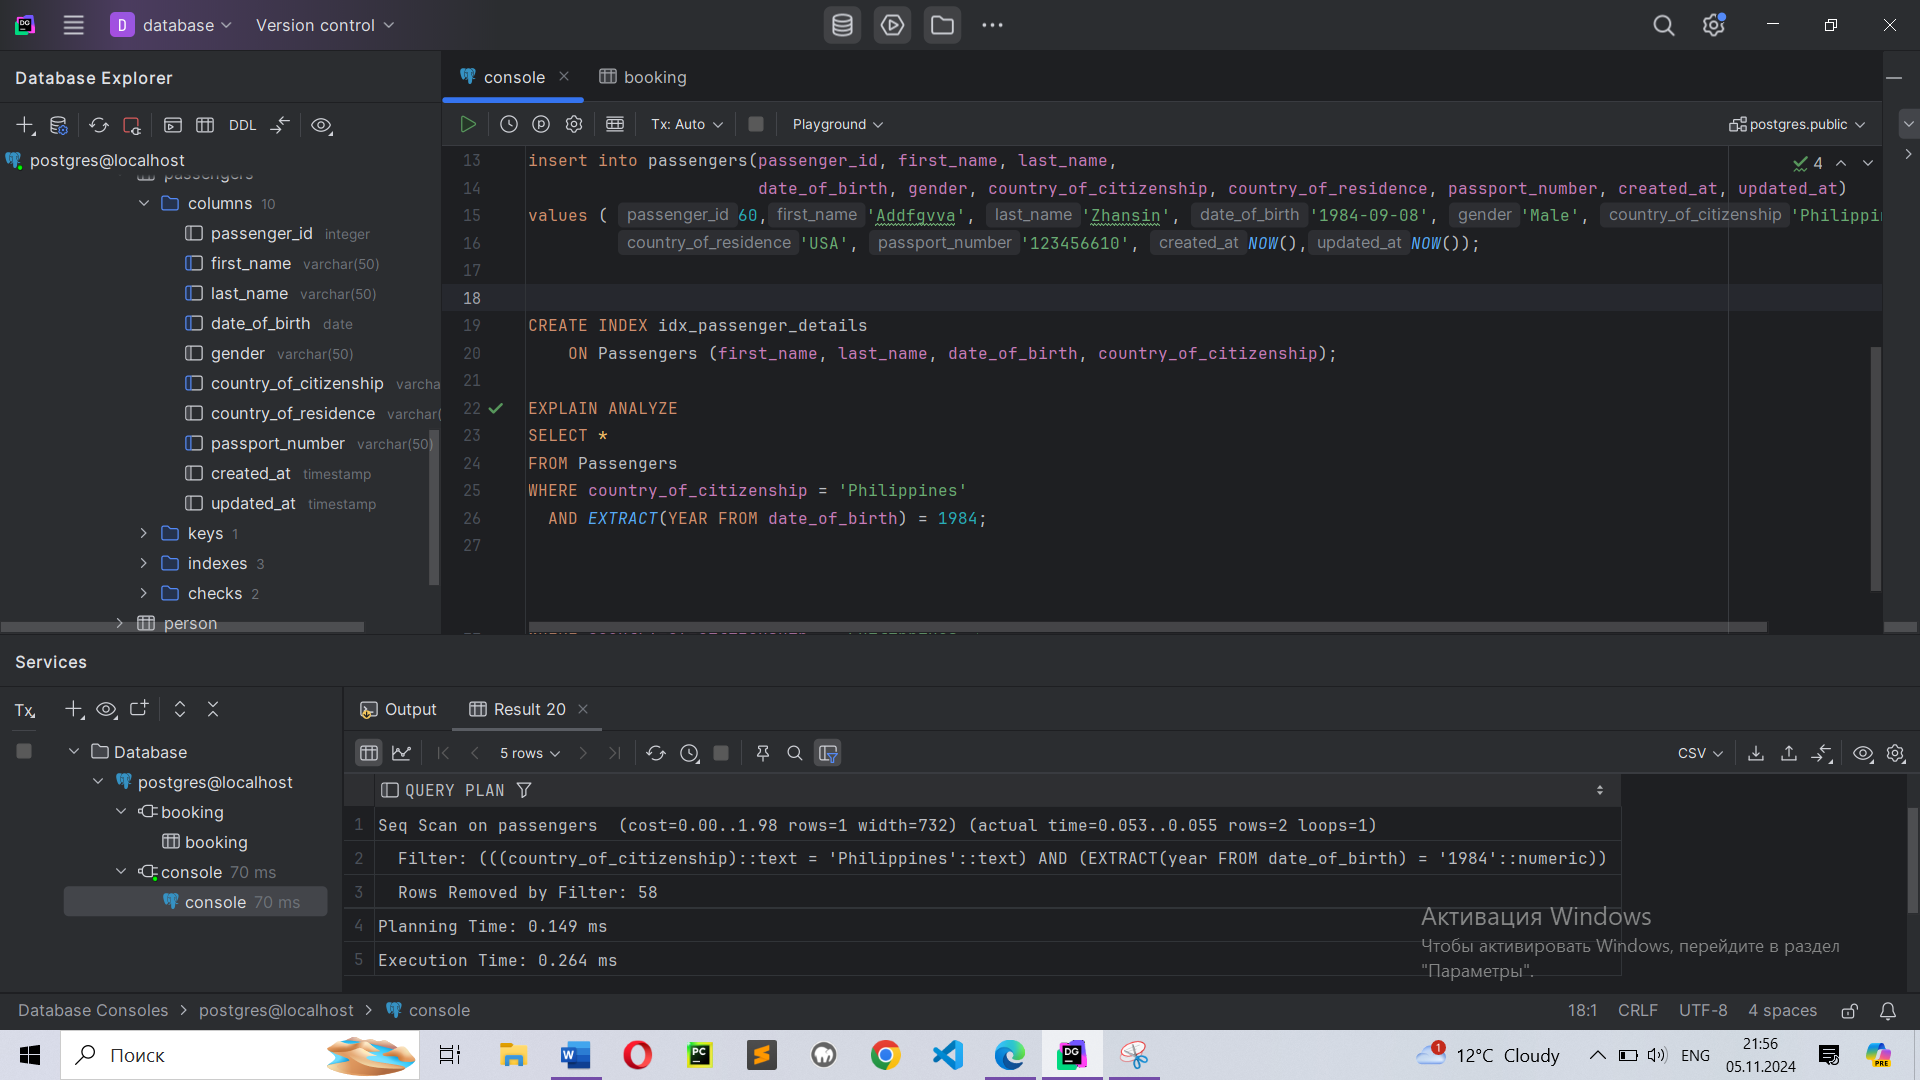 D database Version control
Database Explorer
console booking
DDL
Tx: Auto Playground postgres.public
postgres@localhost
passengers
columns 10
passenger_id integer
first_name varchar(50)
last_name varchar(50)
date_of_birth date
gender varchar(50)
country_of_citizenship varcha
country_of_residence varchar(
passport_number varchar(50)
created_at timestamp
updated_at timestamp
keys 1
indexes 3
checks 2
person
4
13 insert into passengers(passenger_id, first_name, last_name,
14 date_of_birth, gender, country_of_citizenship, country_of_residence, passport_number, created_at, updated_at)
15 values ( passenger_id 60, first_name 'Addfgvva', last_name 'Zhansin', date_of_birth '1984-09-08', gender 'Male', country_of_citizenship 'Philippi
16 country_of_residence 'USA', passport_number '123456610', created_at NOW(), updated_at NOW());
17
18
19 CREATE INDEX idx_passenger_details
20 ON Passengers (first_name, last_name, date_of_birth, country_of_citizenship);
21
22 EXPLAIN ANALYZE
23 SELECT *
24 FROM Passengers
25 WHERE country_of_citizenship = 'Philippines'
26 AND EXTRACT(YEAR FROM date_of_birth) = 1984;
27
Services
Tx
Database
postgres@localhost
booking
booking
console 70 ms
console 70 ms
Output Result 20
5 rows CSV
QUERY PLAN
1 Seq Scan on passengers (cost=0.00..1.98 rows=1 width=732) (actual time=0.053..0.055 rows=2 loops=1)
2 Filter: (((country_of_citizenship)::text = 'Philippines'::text) AND (EXTRACT(year FROM date_of_birth) = '1984'::numeric))
3 Rows Removed by Filter: 58
4 Planning Time: 0.149 ms
5 Execution Time: 0.264 ms
Активация Windows
Чтобы активировать Windows, перейдите в раздел
"Параметры".
Database Consoles postgres@localhost console
18:1 CRLF UTF-8 4 spaces
Поиск
1 12°C Cloudy ENG
21:56
05.11.2024